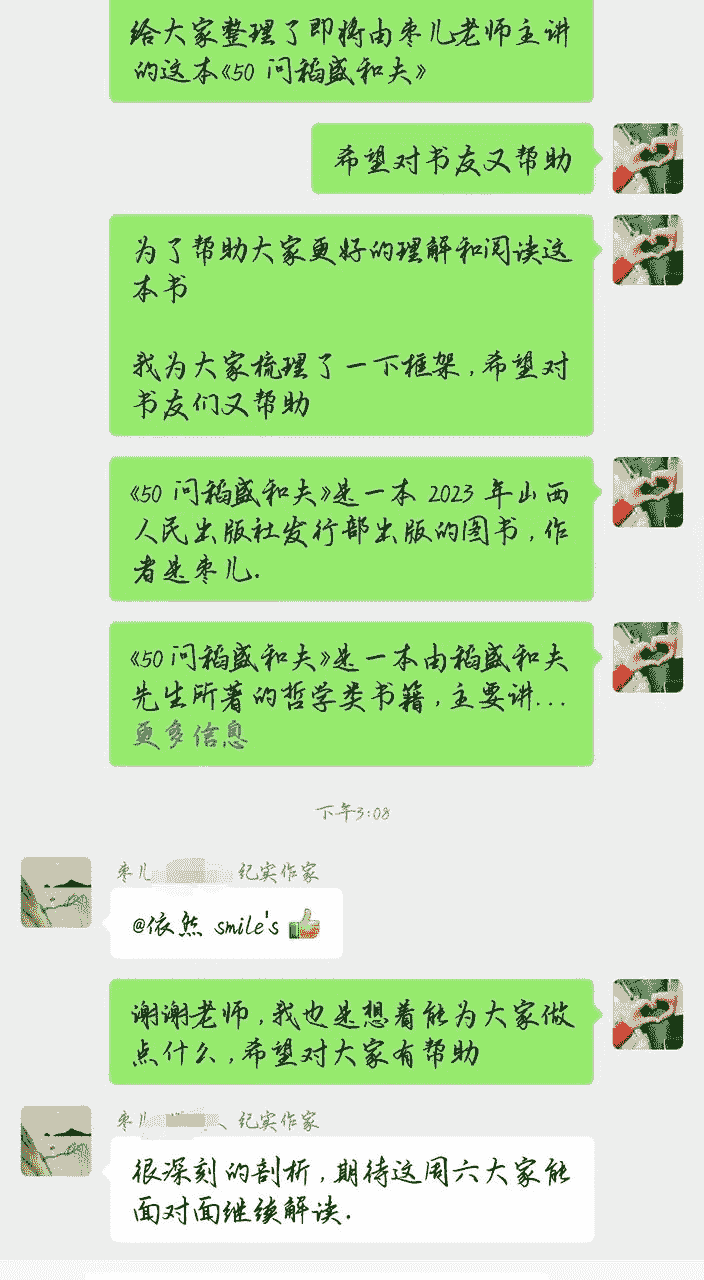 给大家整理了即将由枣儿老师主讲
的这本《50 问稻盛和夫》
希望对书友又帮助
为了帮助大家更好的理解和阅读这
本书
我为大家梳理了一下框架,希望对
书友们又帮助
《50 问稻盛和夫》是一本 2023 年山西
人民出版社发行部出版的图书,作
者是枣儿.
《50 问稻盛和夫》是一本由稻盛和夫
先生所著的哲学类书籍,主要讲...
更多信息
下午3:08
枣儿 纪实作家
@依然 smile's
谢谢老师,我也是想着能为大家做
点什么,希望对大家有帮助
枣儿 纪实作家
很深刻的剖析,期待这周六大家能
面对面继续解读.